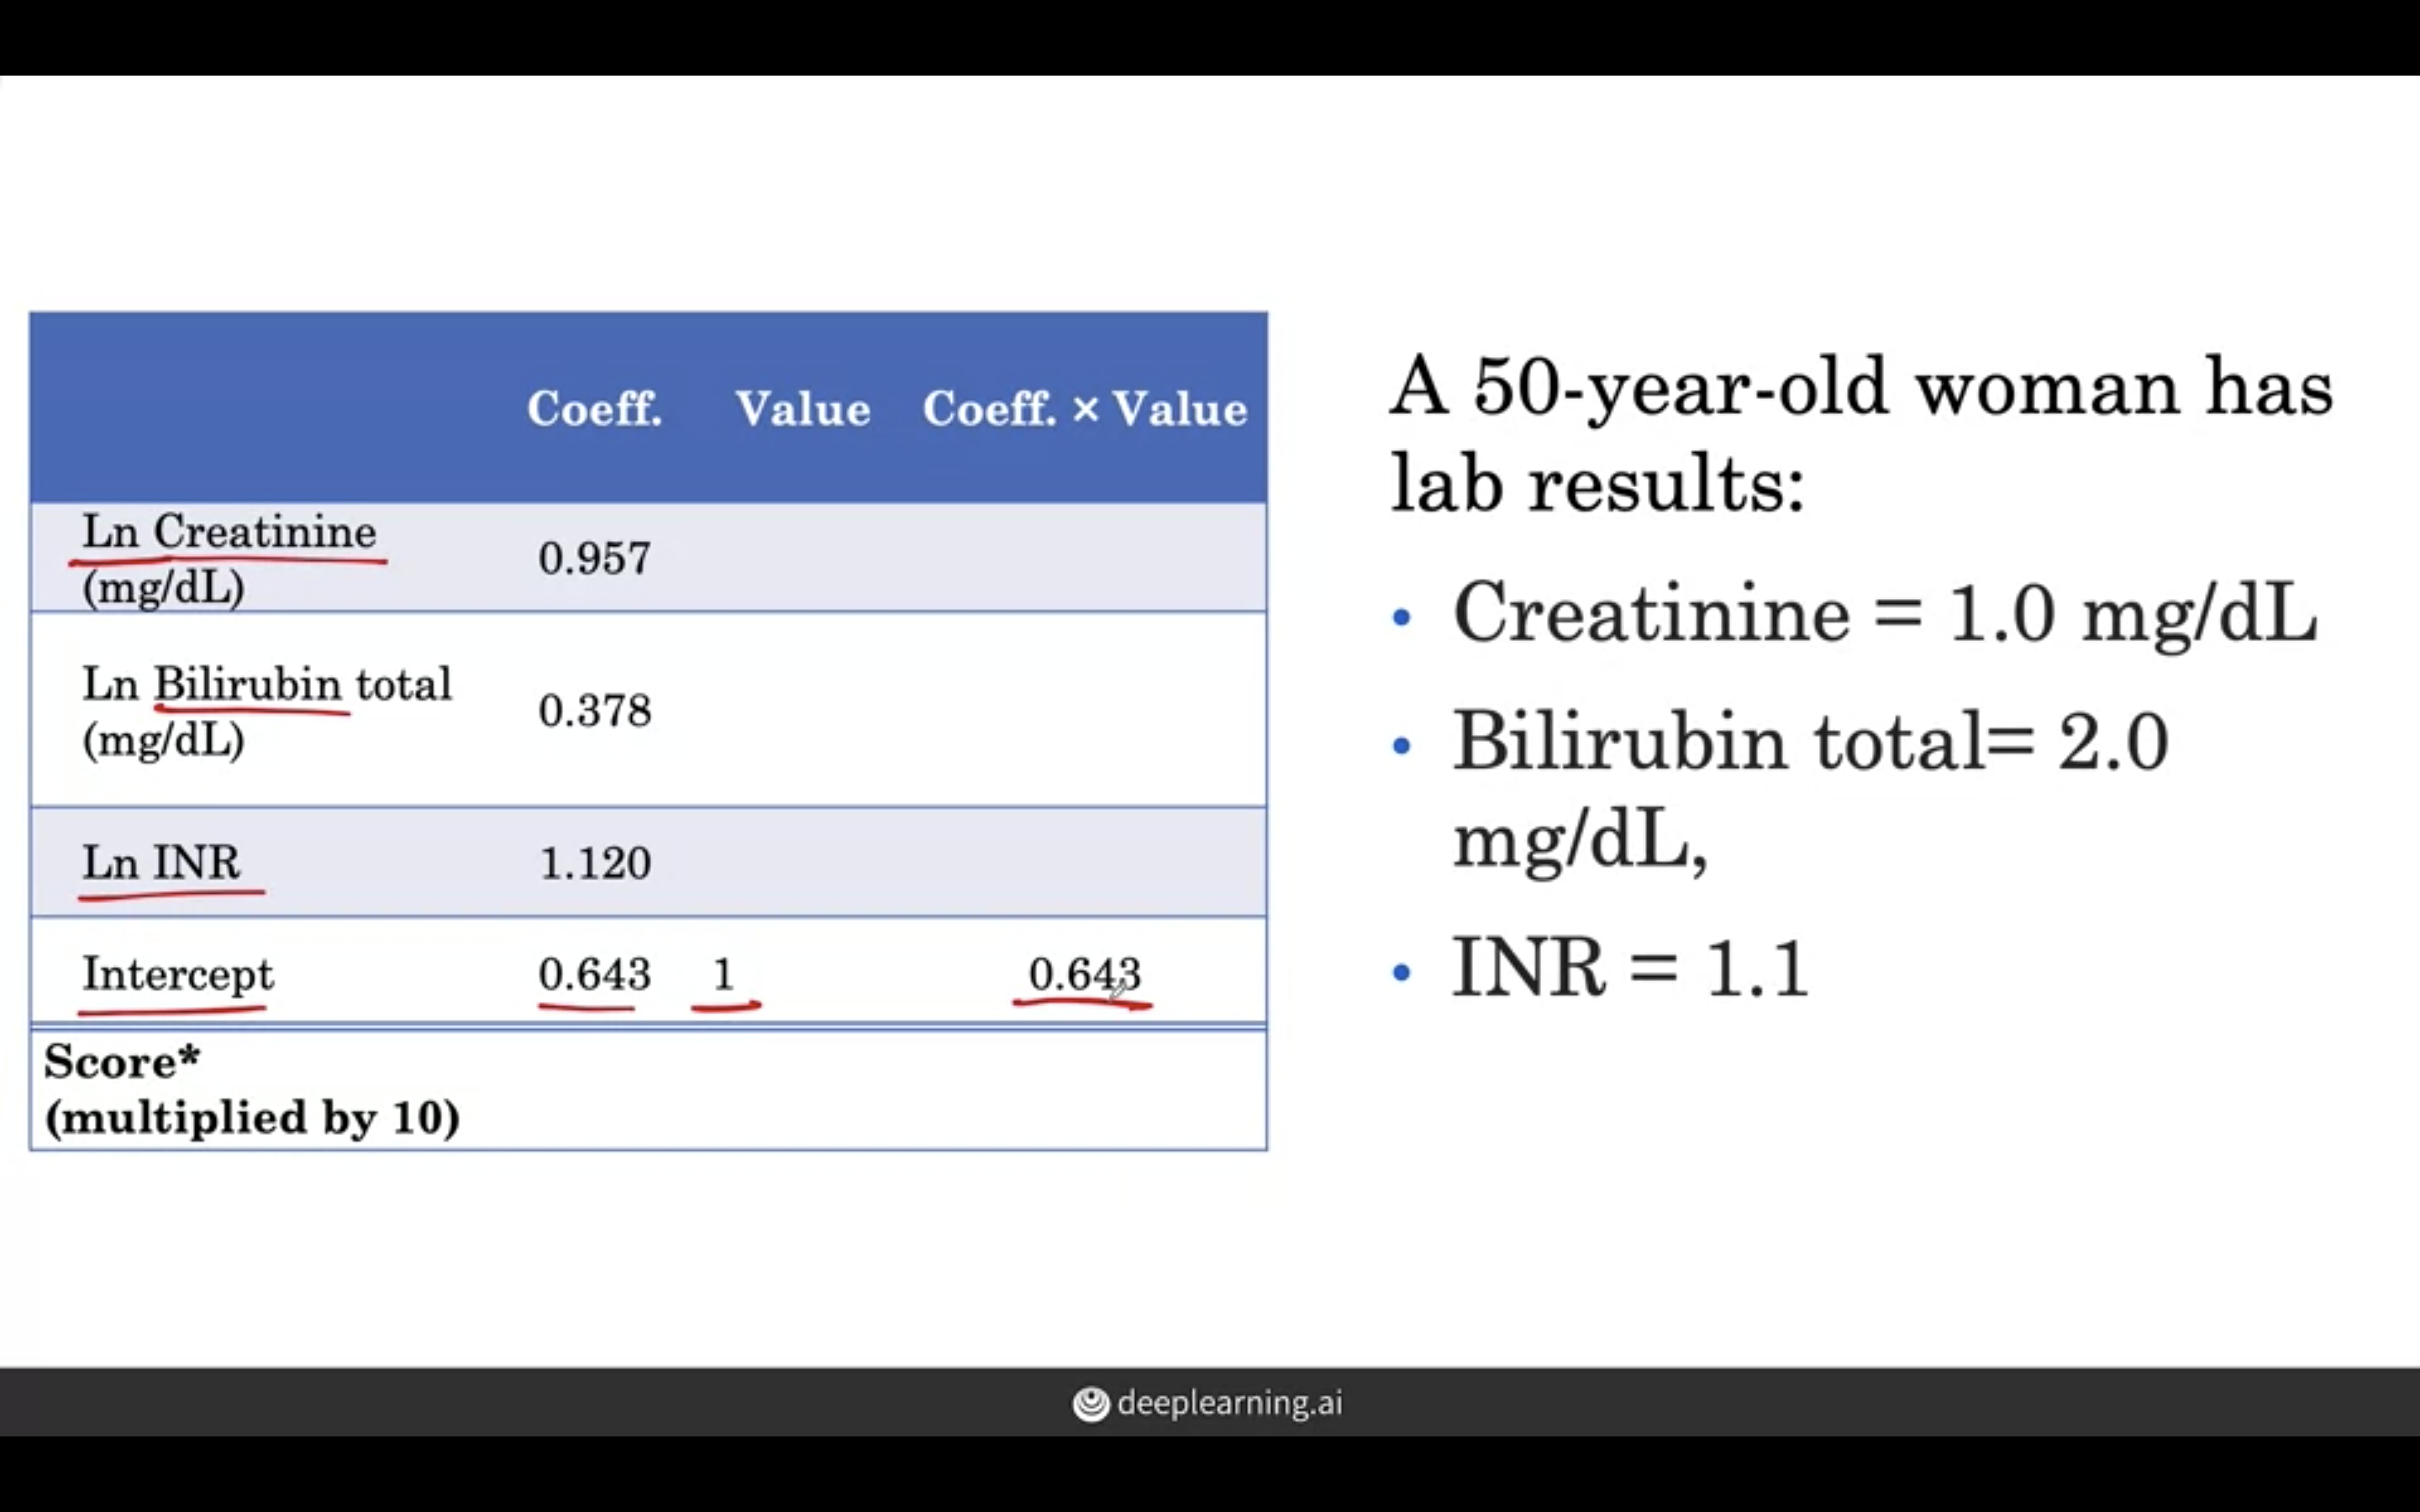 Coeff. Value Coeff. × Value
Ln Creatinine
(mg/dL)
0.957
Ln Bilirubin total
(mg/dL)
0.378
Ln INR 1.120
Intercept 0.643 1 0.643
Score*
(multiplied by 10)
A 50-year-old woman has
lab results:
• Creatinine = 1.0 mg/dL
• Bilirubin total= 2.0
mg/dL,
• INR = 1.1
deeplearning.ai